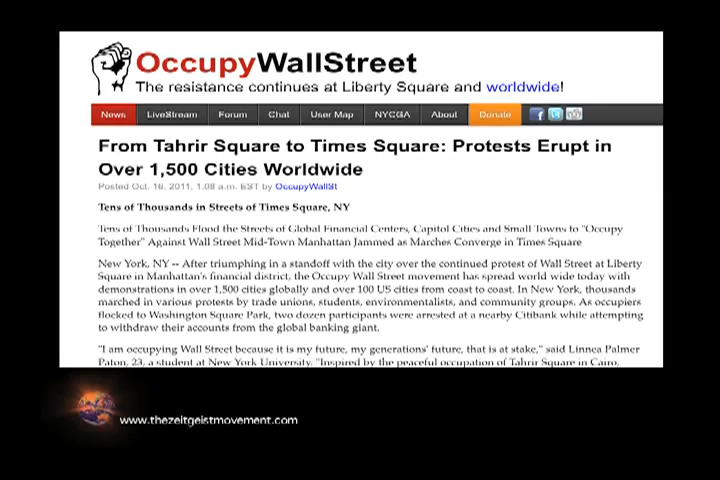 OccupyWallStreet
The resistance continues at Liberty Square and worldwide!
News LiveStream Forum Chat User Map NYCGA About Donate
From Tahrir Square to Times Square: Protests Erupt in
Over 1,500 Cities Worldwide
Posted Oct. 16, 2011, 1:08 a.m. EST by OccupyWallSt
Tens of Thousands in Streets of Times Square, NY
Tens of Thousands Flood the Streets of Global Financial Centers, Capitol Cities and Small Towns to "Occupy
Together" Against Wall Street Mid-Town Manhattan Jammed as Marches Converge in Times Square
New York, NY -- After triumphing in a standoff with the city over the continued protest of Wall Street at Liberty
Square in Manhattan's financial district, the Occupy Wall Street movement has spread world wide today with
demonstrations in over 1,500 cities globally and over 100 US cities from coast to coast. In New York, thousands
marched in various protests by trade unions, students, environmentalists, and community groups. As occupiers
flocked to Washington Square Park, two dozen participants were arrested at a nearby Citibank while attempting
to withdraw their accounts from the global banking giant.
"I am occupying Wall Street because it is my future, my generations' future, that is at stake," said Linnea Palmer
Paton, 23, a student at New York University. "Inspired by the peaceful occupation of Tahrir Square in Cairo,
www.thezeitgeistmovement.com